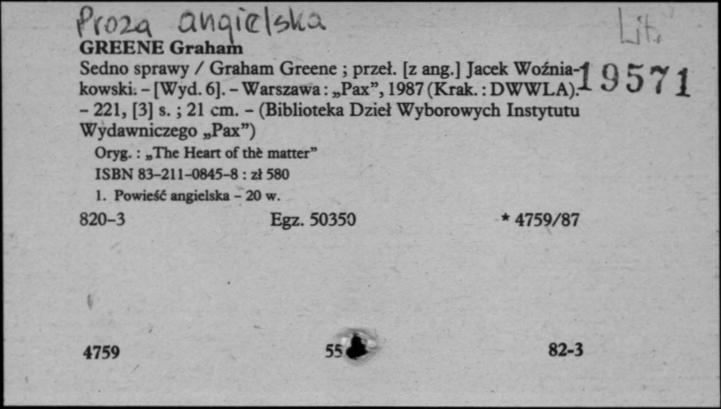 Proza angielska
Lit.
GREENE Graham
Sedno sprawy / Graham Greene ; przeł. [z ang.] Jacek Woźnia-
kowski. – [Wyd. 6]. – Warszawa : „Pax”, 1987 (Krak. : DWWLA).
19571
– 221, [3] s. ; 21 cm. – (Biblioteka Dzieł Wyborowych Instytutu
Wydawniczego „Pax”)
Oryg. : „The Heart of the matter”
ISBN 83-211-0845-8 : zł 580
1. Powieść angielska – 20 w.
820-3 Egz. 50350 * 4759/87
4759 55 82-3